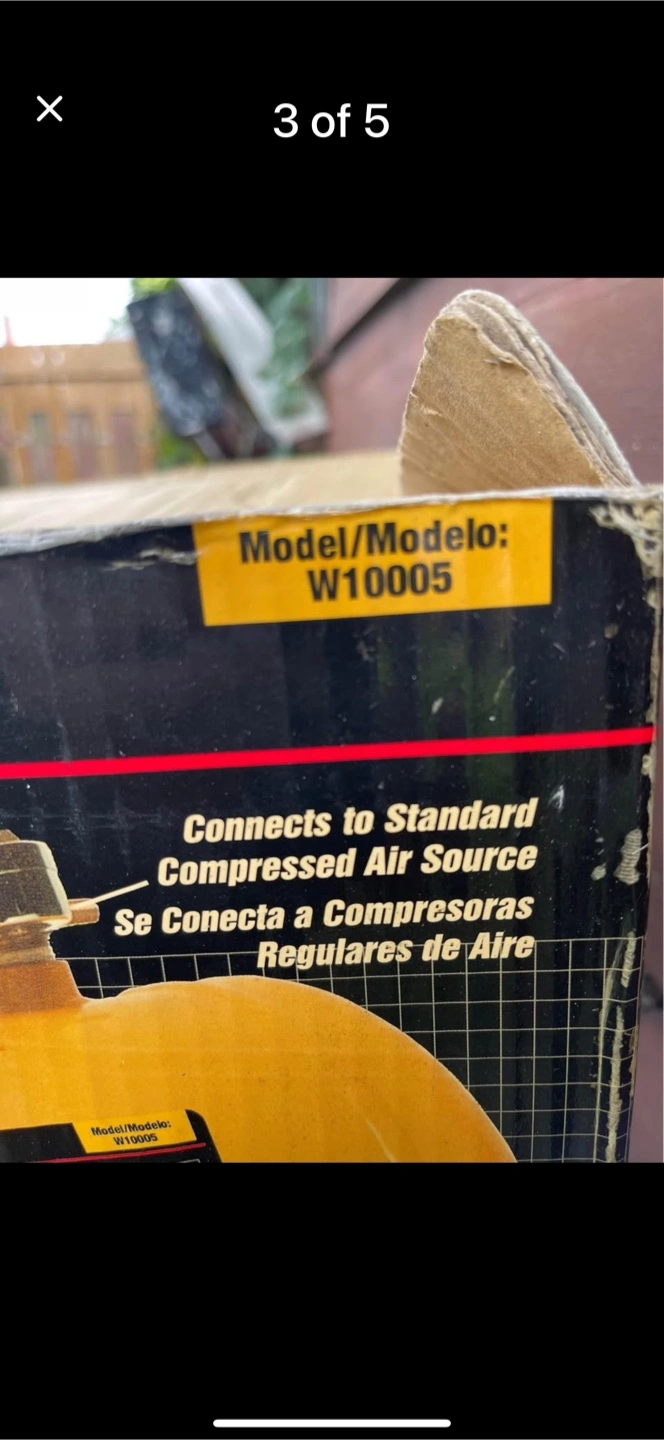 3 of 5
Model/Modelo:
W10005
Connects to Standard
Compressed Air Source
Se Conecta a Compresoras
Regulares de Aire
Model/Modelo:
W10005